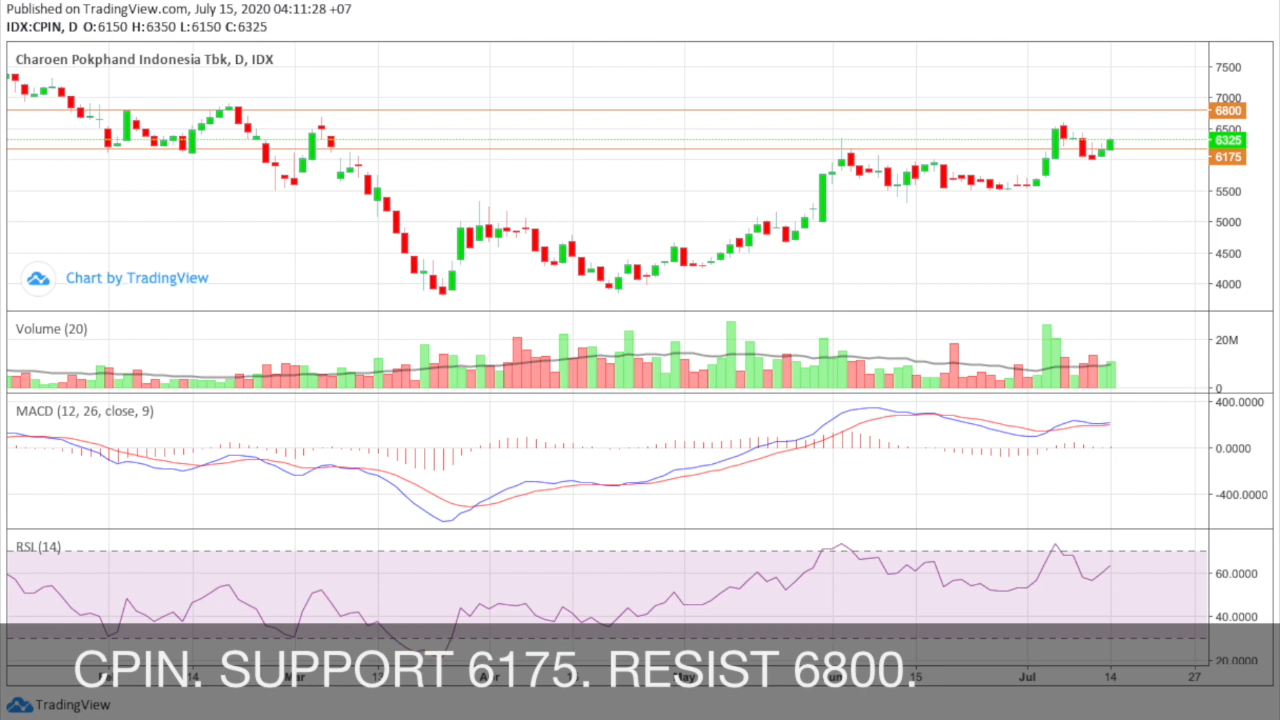 Published on TradingView.com, July 15, 2020 04:11:28 +07
IDX:CPIN, D O:6150 H:6350 L:6150 C:6325
Charoen Pokphand Indonesia Tbk, D, IDX
7500
7000
6800
6500
6325
6175
5500
5000
4500
4000
Chart by TradingView
Volume (20)
20M
0
MACD (12, 26, close, 9)
400.0000
0.0000
-400.0000
RSI (14)
60.0000
40.0000
20.0000
14 Mar 13 Apr May Jun 15 Jul 14 27
CPIN. SUPPORT 6175. RESIST 6800.
TradingView